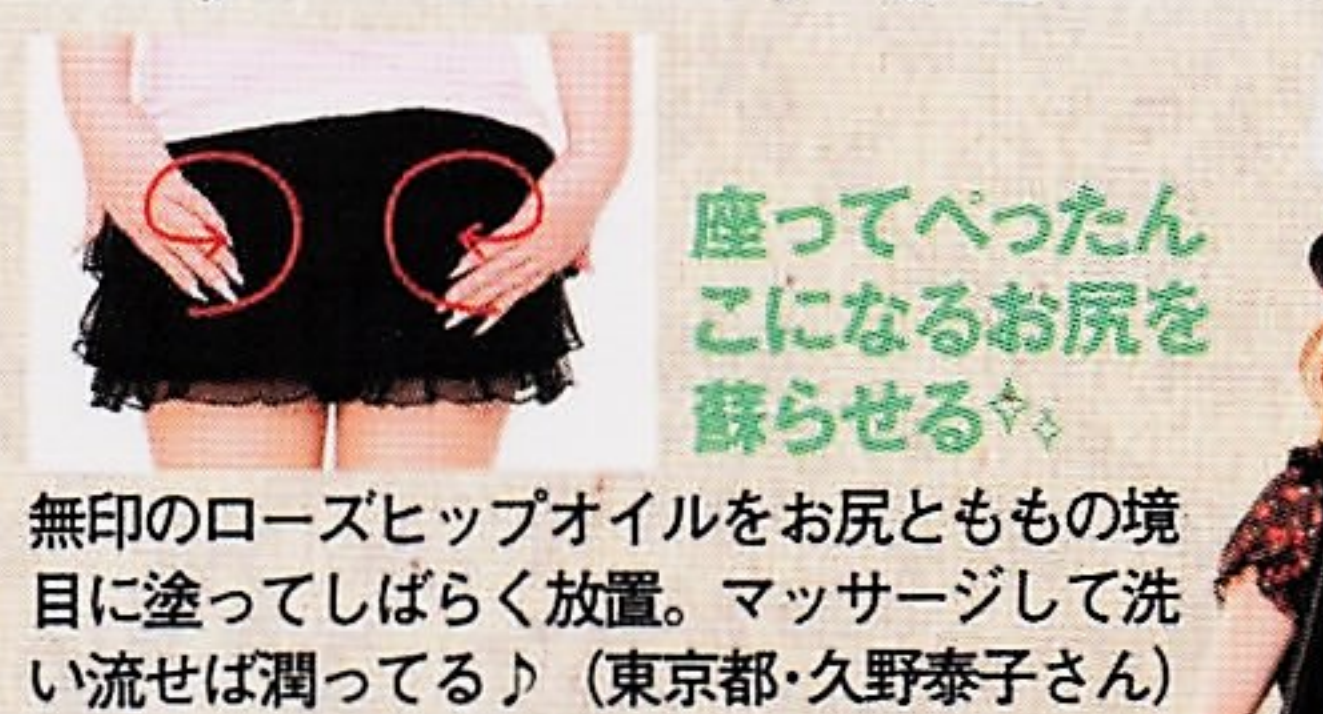 座ってぺったん
こになるお尻を
蘇らせる✧✧
無印のローズヒップオイルをお尻とももの境
目に塗ってしばらく放置。マッサージして洗
い流せば潤ってる♪（東京都・久野泰子さん）